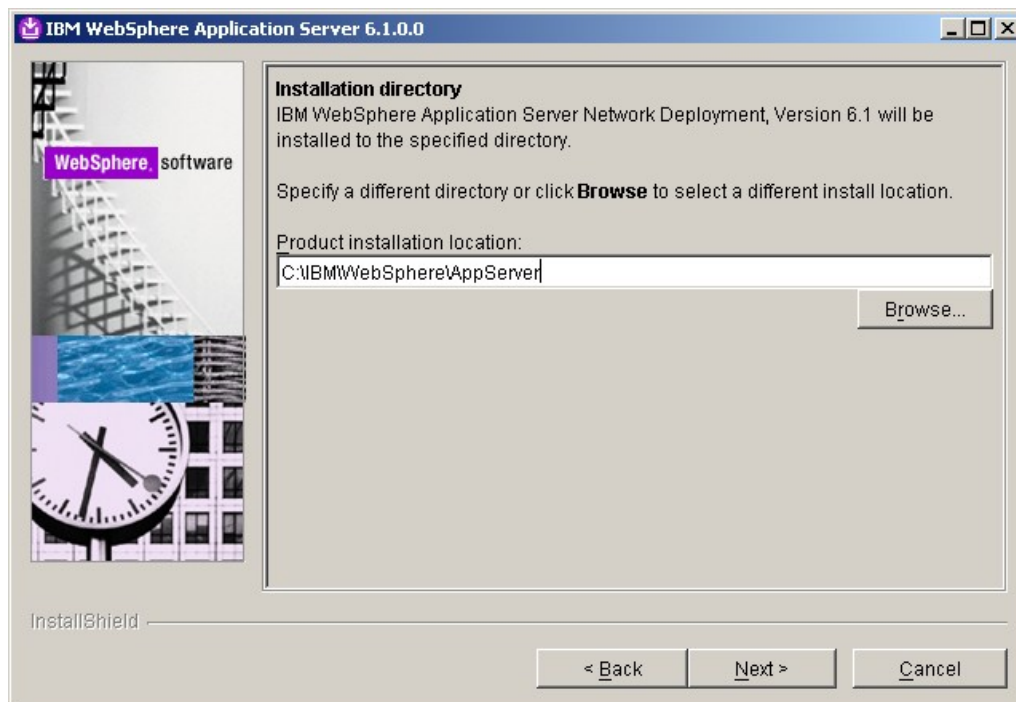 IBM WebSphere Application Server 6.1.0.0
WebSphere. software
Installation directory
IBM WebSphere Application Server Network Deployment, Version 6.1 will be
installed to the specified directory.
Specify a different directory or click Browse to select a different install location.
Product installation location:
C:\IBM\WebSphere\AppServer
Browse...
InstallShield
< Back
Next >
Cancel